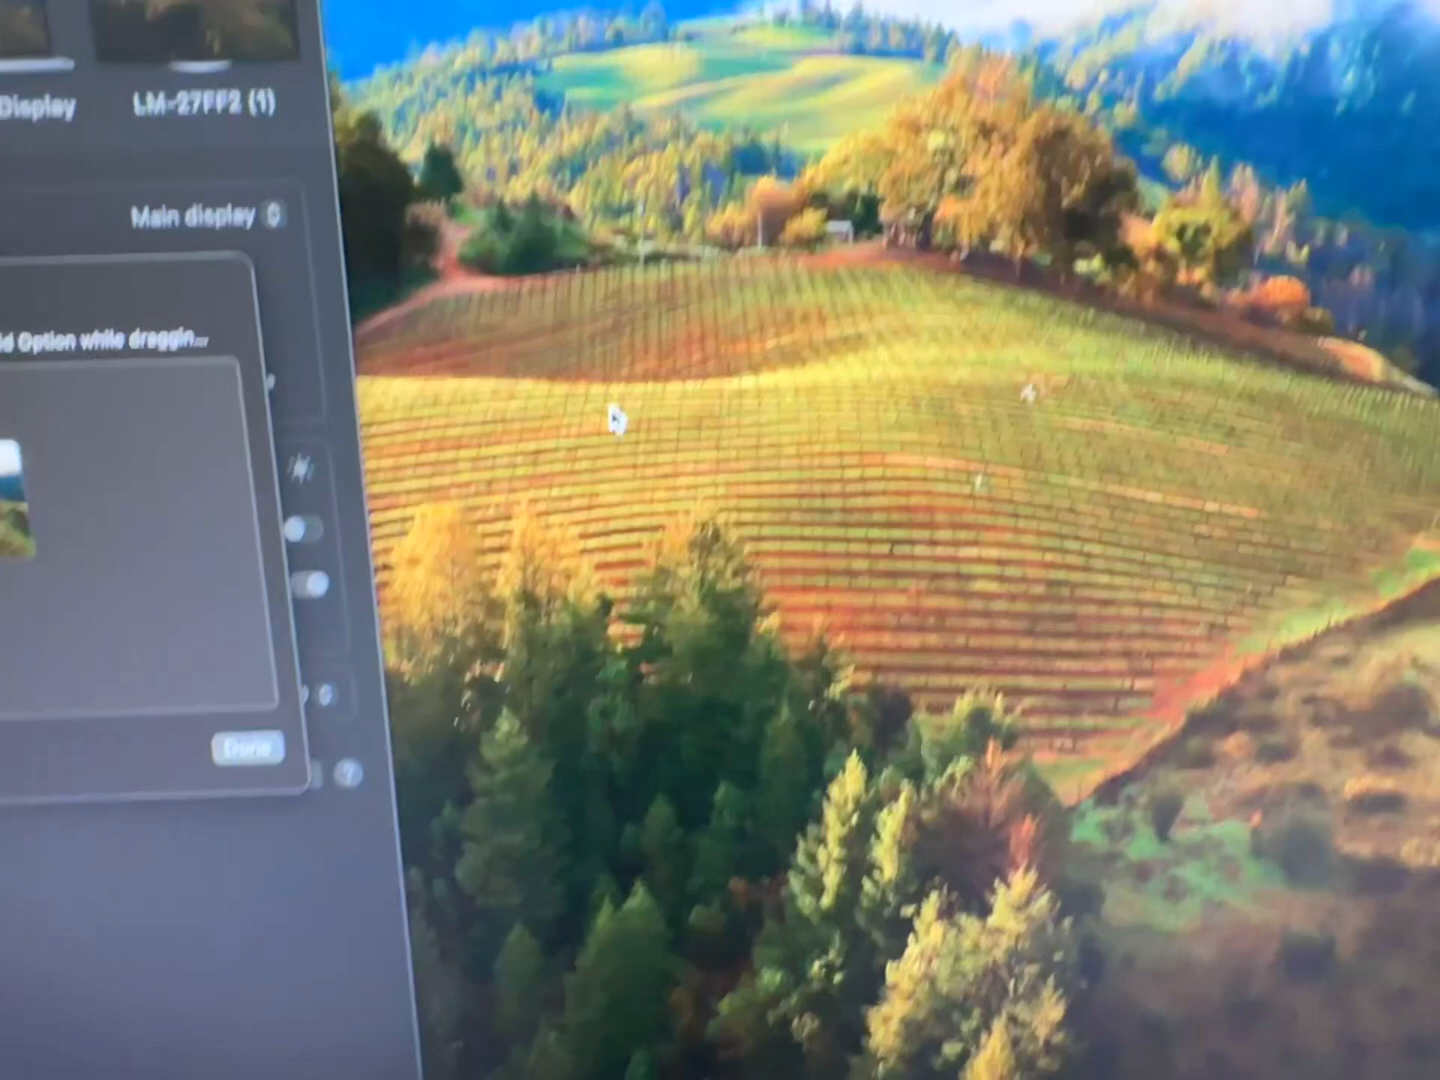 Display
LM-27FF2 (1)
Main display
d Option while draggin...
Done
?